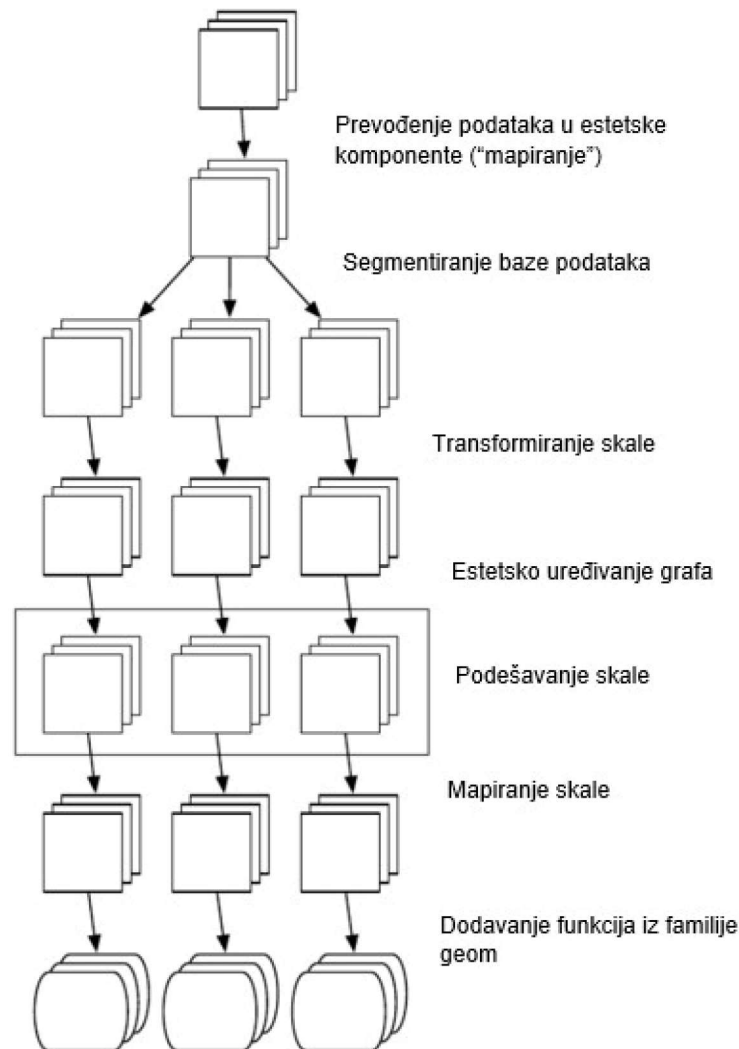 Prevođenje podataka u estetske
komponente (“mapiranje”)
Segmentiranje baze podataka
Transformiranje skale
Estetsko uređivanje grafa
Podešavanje skale
Mapiranje skale
Dodavanje funkcija iz familije
geom